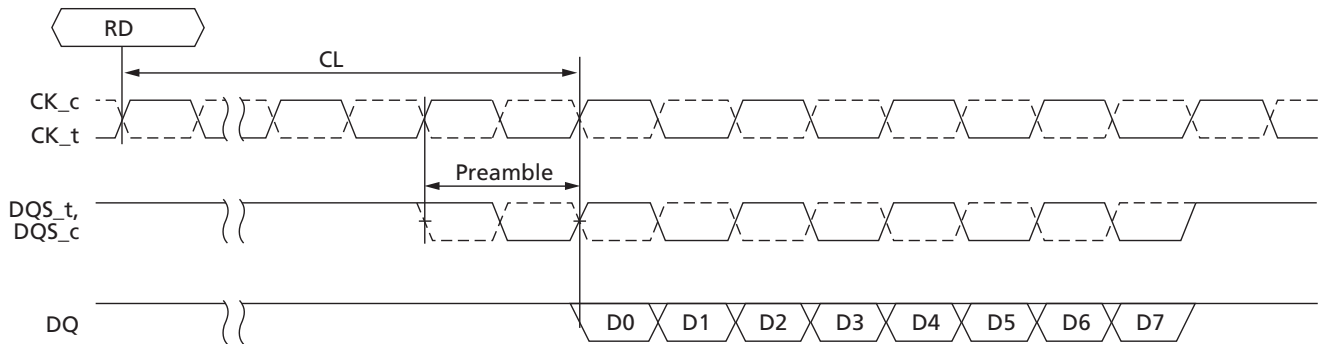 RD
CL
CK_c
CK_t
Preamble
DQS_t,
DQS_c
DQ
D0 D1 D2 D3 D4 D5 D6 D7